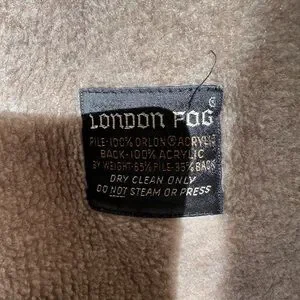 LONDON FOG
PILE-100% ORLON® ACRYLIC
BACK-100% ACRYLIC
BY WEIGHT-65% PILE-35% BACK
DRY CLEAN ONLY
DO NOT STEAM OR PRESS